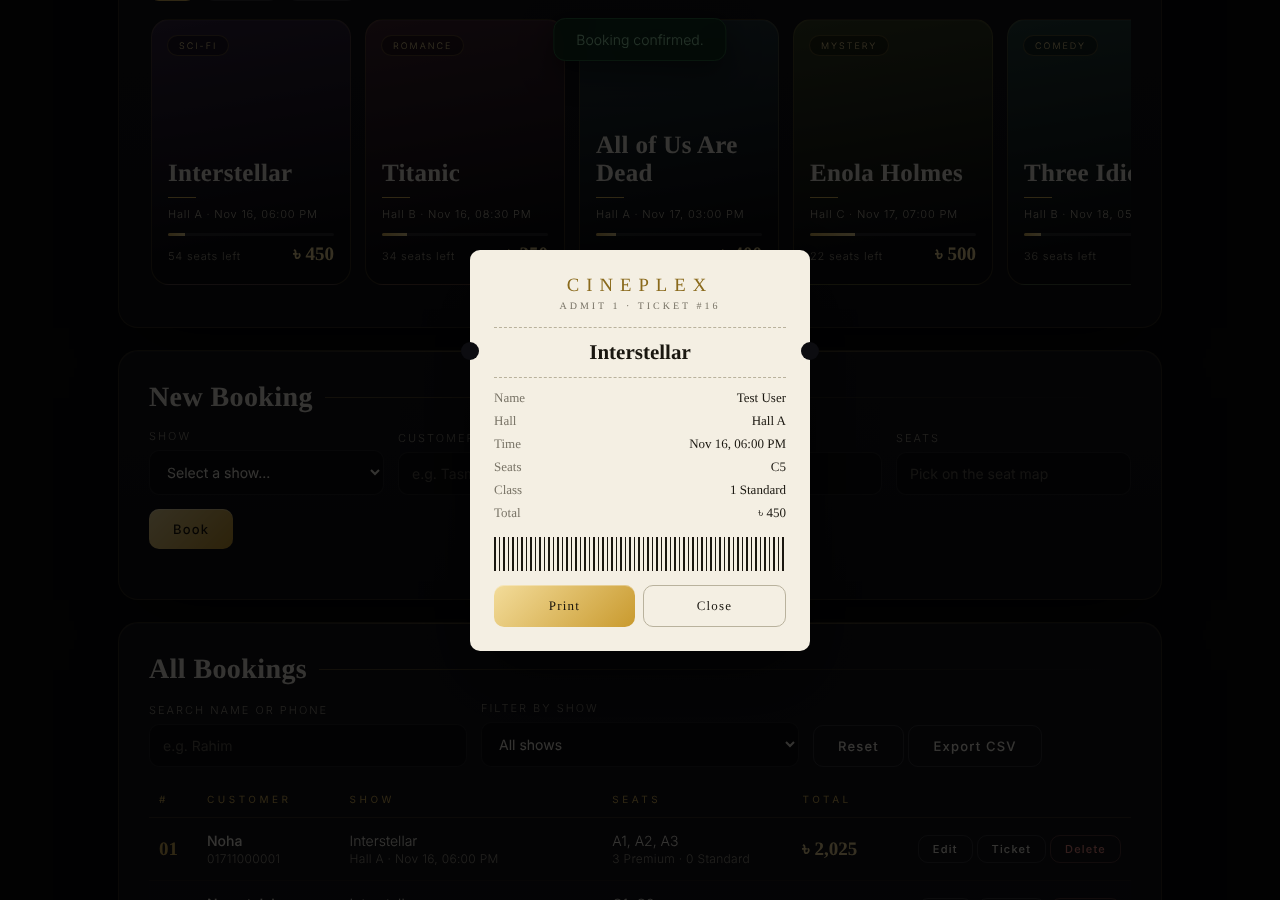 Booking confirmed.
SCI-FI
ROMANCE
MYSTERY
COMEDY
Interstellar
Titanic
All of Us Are
Dead
Enola Holmes
Three Idio
Hall A · Nov 16, 06:00 PM
Hall B · Nov 16, 08:30 PM
Hall A · Nov 17, 03:00 PM
Hall C · Nov 17, 07:00 PM
Hall B · Nov 18, 05
54 seats left
৳ 450
34 seats left
22 seats left
৳ 500
36 seats left
CINEPLEX
ADMIT 1 · TICKET #16
Interstellar
Name Test User
Hall Hall A
Time Nov 16, 06:00 PM
Seats C5
Class 1 Standard
Total ৳ 450
Print Close
New Booking
SHOW
CUSTOMER
SEATS
Select a show...
e.g. Tas
Pick on the seat map
Book
All Bookings
SEARCH NAME OR PHONE
FILTER BY SHOW
e.g. Rahim
All shows
Reset
Export CSV
# CUSTOMER SHOW SEATS TOTAL
01 Noha Interstellar A1, A2, A3 ৳ 2,025 Edit Ticket Delete
01711000001 Hall A · Nov 16, 06:00 PM 3 Premium · 0 Standard